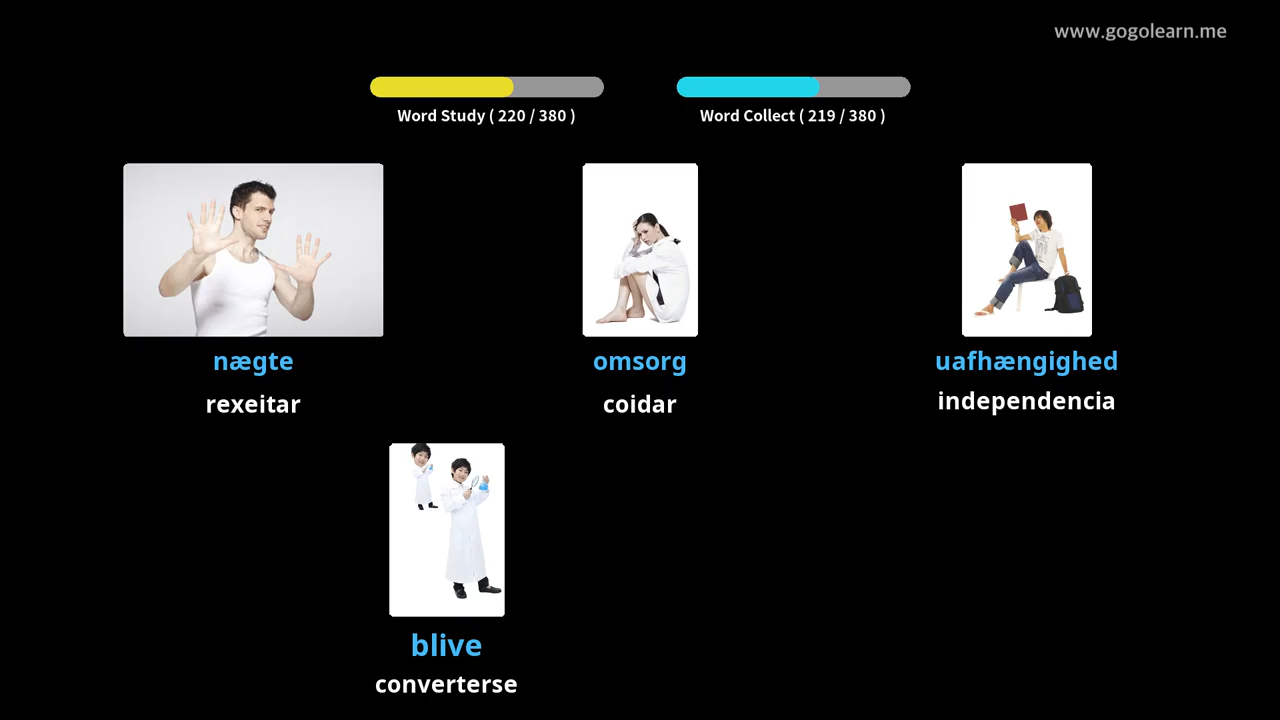 www.gogolearn.me
Word Study ( 220 / 380 )
Word Collect ( 219 / 380 )
nægte
rexeitar
omsorg
coidar
uafhængighed
independencia
blive
converterse